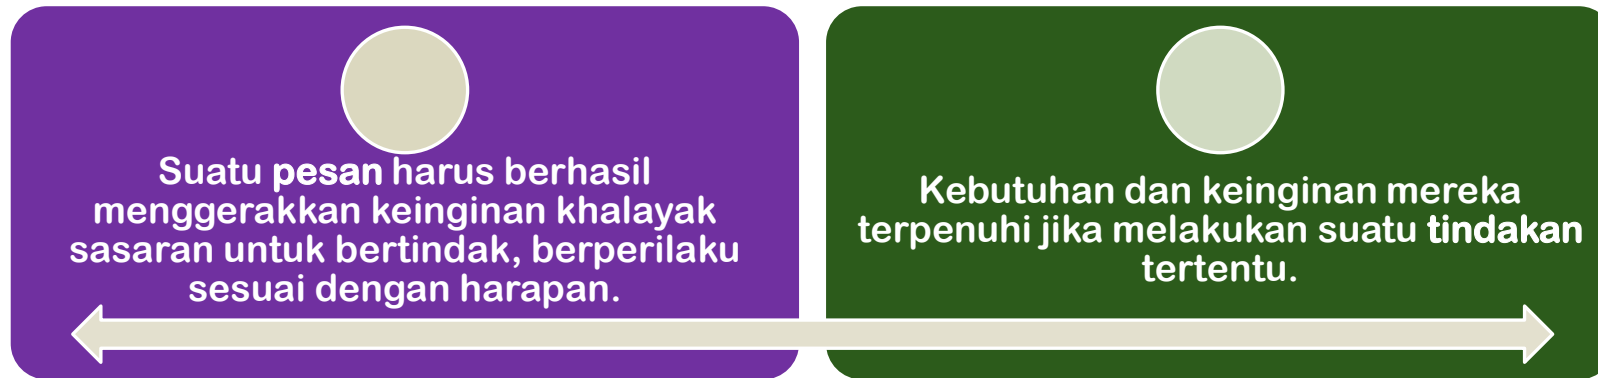 Suatu pesan harus berhasil
menggerakkan keinginan khalayak
sasaran untuk bertindak, berperilaku
sesuai dengan harapan.
Kebutuhan dan keinginan mereka
terpenuhi jika melakukan suatu tindakan
tertentu.